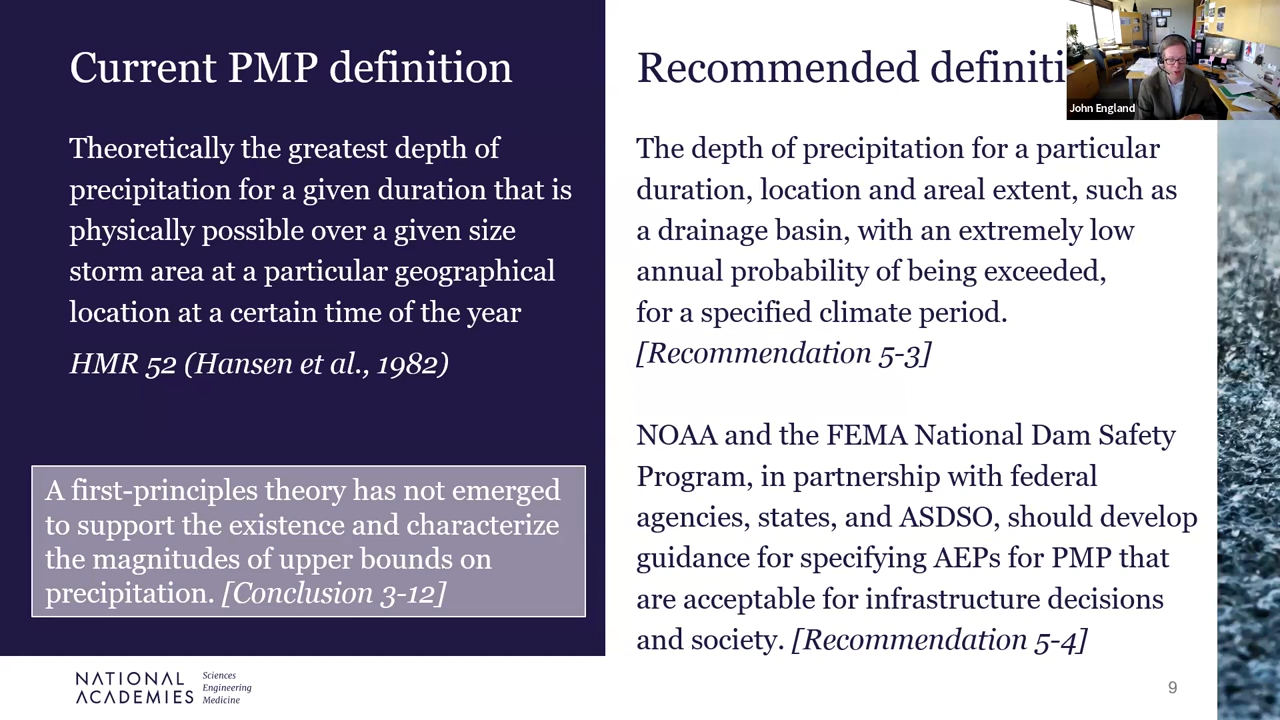 Current PMP definition
Theoretically the greatest depth of
precipitation for a given duration that is
physically possible over a given size
storm area at a particular geographical
location at a certain time of the year
HMR 52 (Hansen et al., 1982)
A first-principles theory has not emerged
to support the existence and characterize
the magnitudes of upper bounds on
precipitation. [Conclusion 3-12]
Recommended definiti
John England
The depth of precipitation for a particular
duration, location and areal extent, such as
a drainage basin, with an extremely low
annual probability of being exceeded,
for a specified climate period.
[Recommendation 5-3]
NOAA and the FEMA National Dam Safety
Program, in partnership with federal
agencies, states, and ASDSO, should develop
guidance for specifying AEPs for PMP that
are acceptable for infrastructure decisions
and society. [Recommendation 5-4]
NATIONAL
ACADEMIES
Sciences
Engineering
Medicine
9